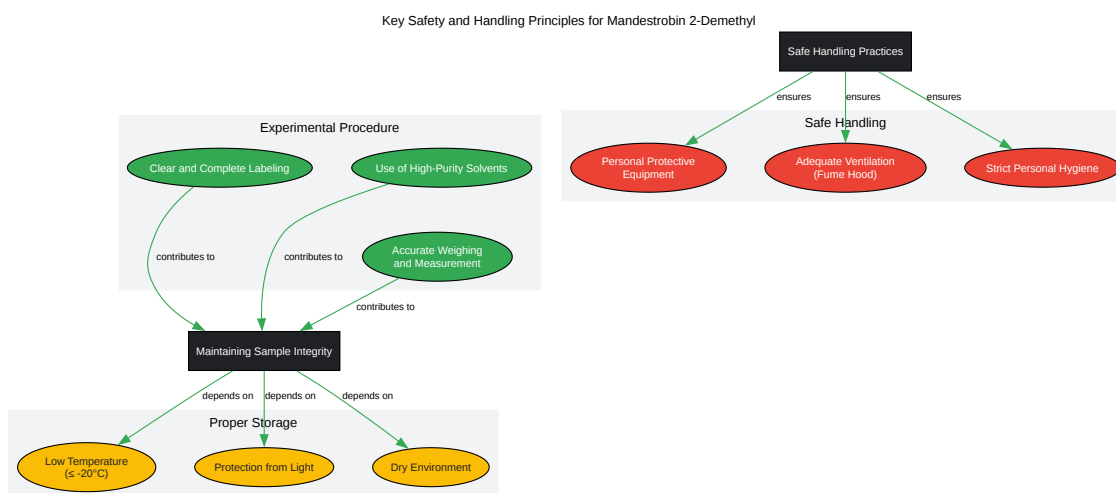 Key Safety and Handling Principles for Mandestrobin 2-Demethyl
Safe Handling Practices
ensures
ensures
ensures
Safe Handling
Personal Protective
Equipment
Adequate Ventilation
(Fume Hood)
Strict Personal Hygiene
Experimental Procedure
Clear and Complete Labeling
Use of High-Purity Solvents
Accurate Weighing
and Measurement
contributes to
contributes to
contributes to
Maintaining Sample Integrity
depends on
depends on
depends on
Proper Storage
Low Temperature
(≤ -20°C)
Protection from Light
Dry Environment